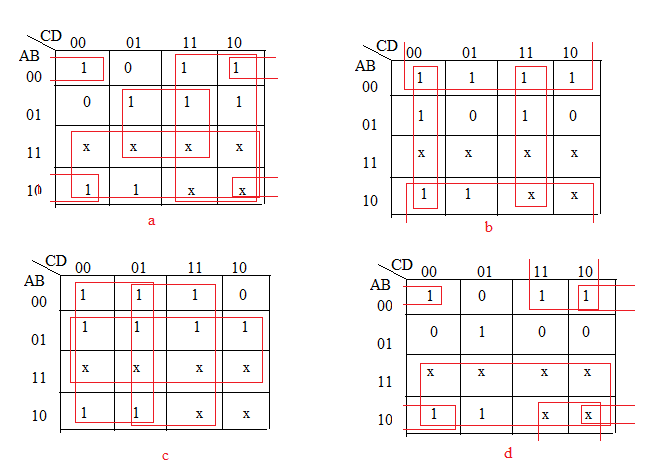 CD
00 01 11 10
AB
00 1 0 1 1
01 0 1 1 1
11 x x x x
10 1 1 x x
a
CD
00 01 11 10
AB
00 1 1 1 1
01 1 0 1 0
11 x x x x
10 1 1 x x
b
CD
00 01 11 10
AB
00 1 1 1 0
01 1 1 1 1
11 x x x x
10 1 1 x x
c
CD
00 01 11 10
AB
00 1 0 1 1
01 0 1 0 0
11 x x x x
10 1 1 x x
d